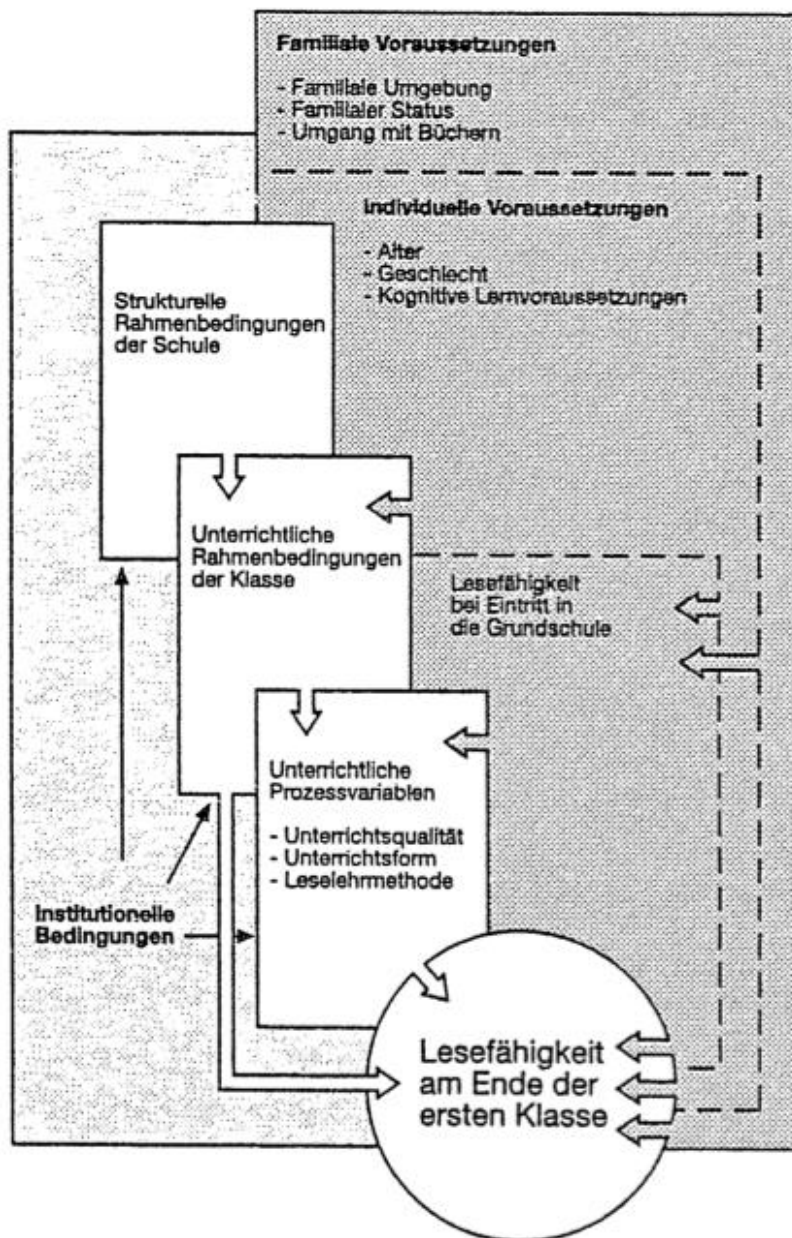 Familiale Voraussetzungen
- Familiale Umgebung
- Familialer Status
- Umgang mit Büchern
Individuelle Voraussetzungen
- Alter
- Geschlecht
- Kognitive Lernvoraussetzungen
Strukturelle
Rahmenbedingungen
der Schule
Unterrichtliche
Rahmenbedingungen
der Klasse
Lesefähigkeit
bei Eintritt in
die Grundschule
Unterrichtliche
Prozessvariablen
- Unterrichtsqualität
- Unterrichtsform
- Leselehrmethode
Institutionelle
Bedingungen
Lesefähigkeit
am Ende der
ersten Klasse